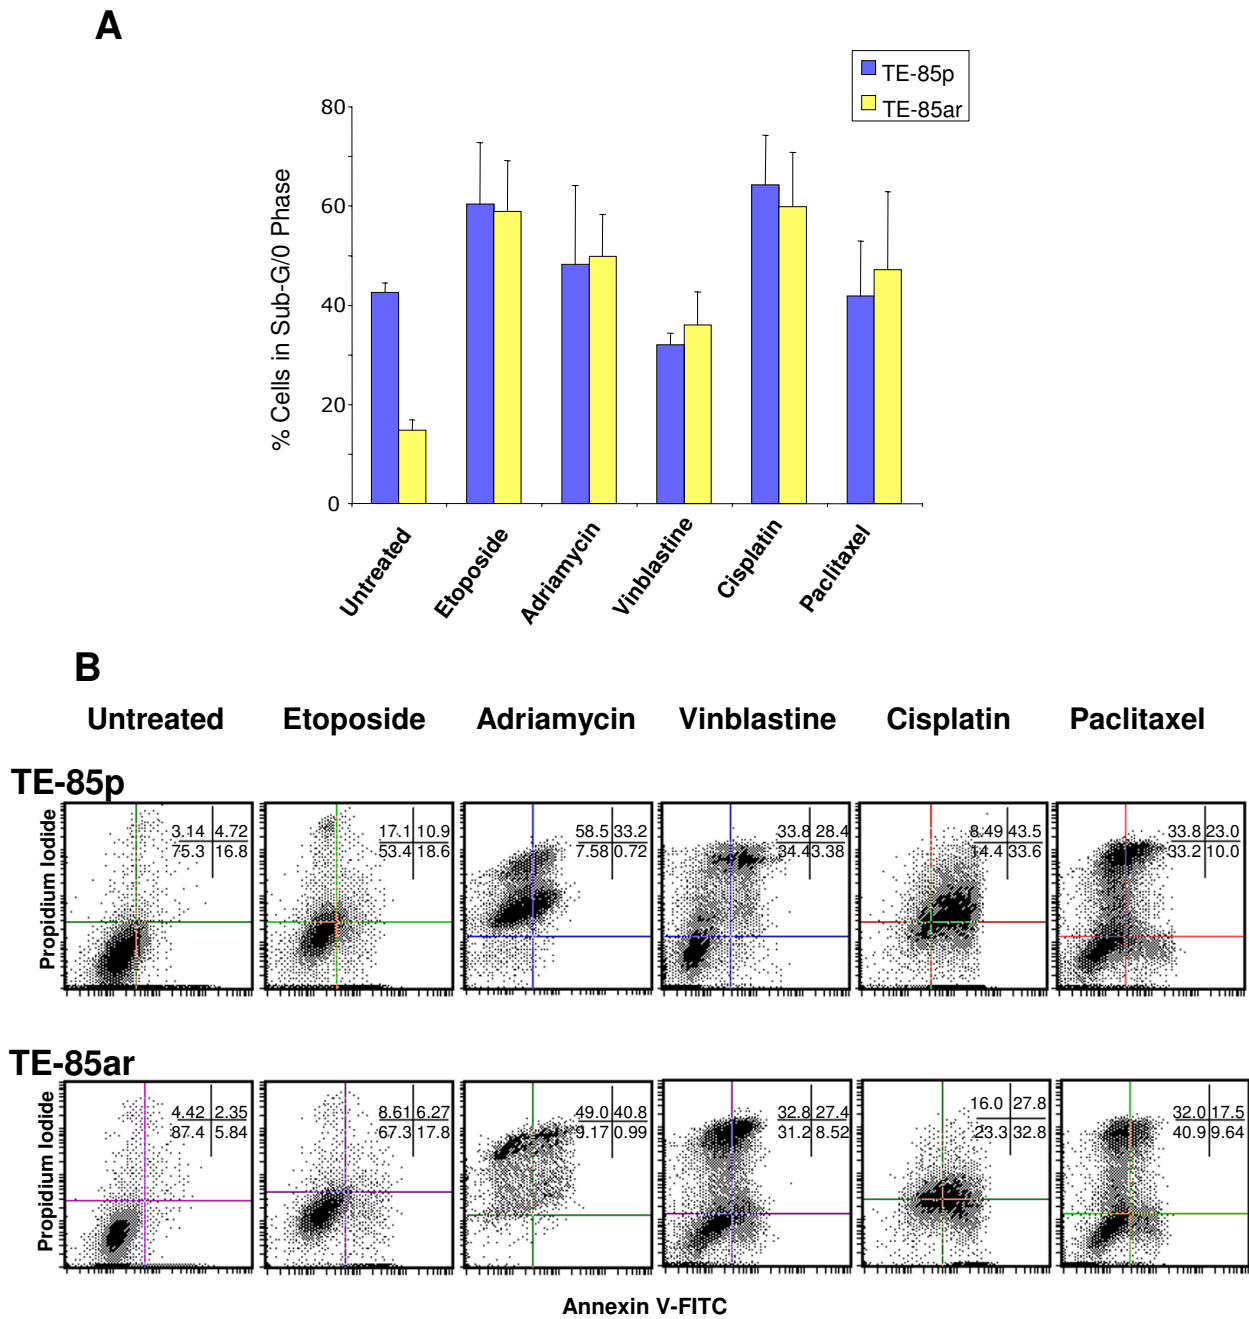 A
TE-85p
TE-85ar
% Cells in Sub-G/0 Phase
80
60
40
20
0
Untreated
Etoposide
Adriamycin
Vinblastine
Cisplatin
Paclitaxel
B
Untreated Etoposide Adriamycin Vinblastine Cisplatin Paclitaxel
TE-85p
Propidium Iodide
3.14 4.72
75.3 16.8
17.1 10.9
53.4 18.6
58.5 33.2
7.58 0.72
33.8 28.4
34.4 3.38
8.49 43.5
14.4 33.6
33.8 23.0
33.2 10.0
TE-85ar
Propidium Iodide
4.42 2.35
87.4 5.84
8.61 6.27
67.3 17.8
49.0 40.8
9.17 0.99
32.8 27.4
31.2 8.52
16.0 27.8
23.3 32.8
32.0 17.5
40.9 9.64
Annexin V-FITC